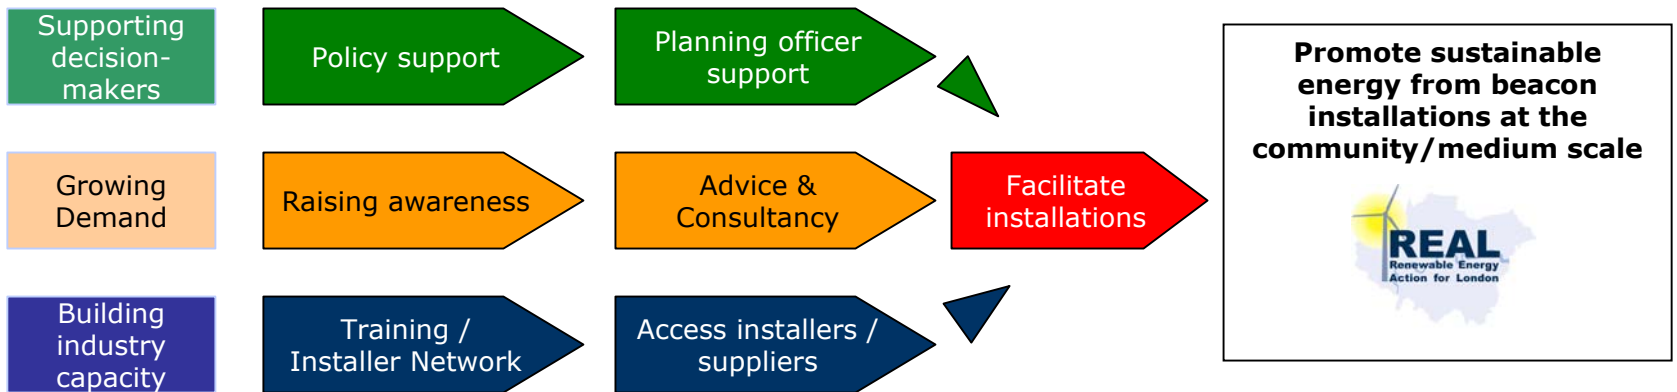 Supporting
decision-
makers
Policy support
Planning officer
support
Growing
Demand
Raising awareness
Advice &
Consultancy
Facilitate
installations
Building
industry
capacity
Training /
Installer Network
Access installers /
suppliers
Promote sustainable
energy from beacon
installations at the
community/medium scale
REAL
Renewable Energy
Action for London